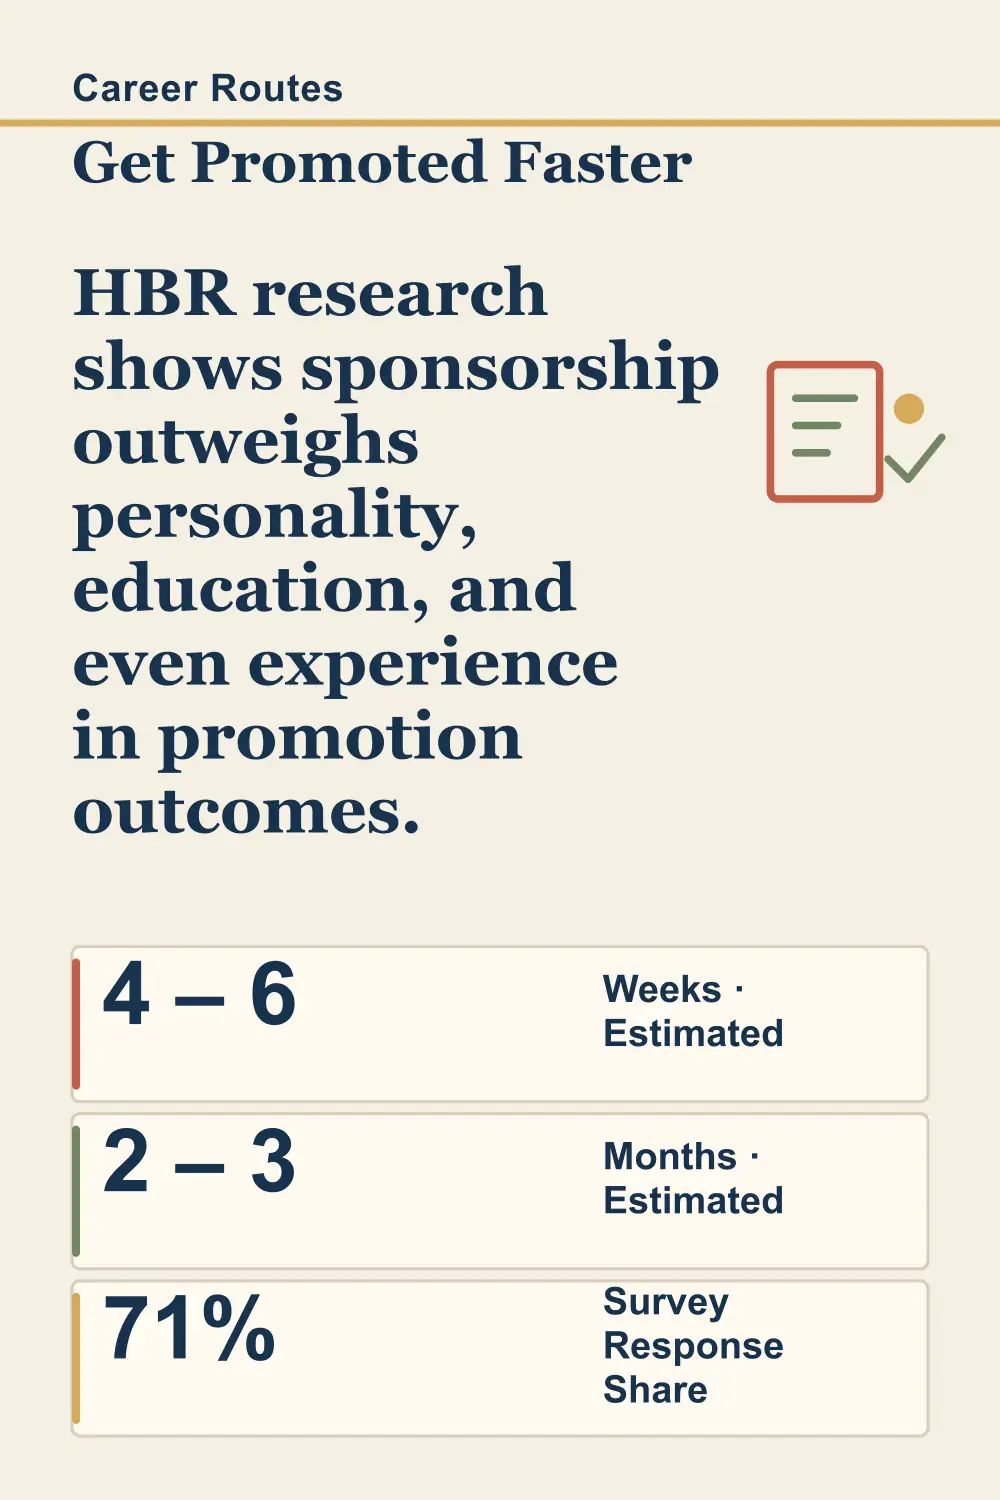 Career Routes
Get Promoted Faster
HBR research
shows sponsorship
outweighs
personality,
education, and
even experience
in promotion
outcomes.
4 – 6
Weeks ·
Estimated
2 – 3
Months ·
Estimated
71%
Survey
Response
Share